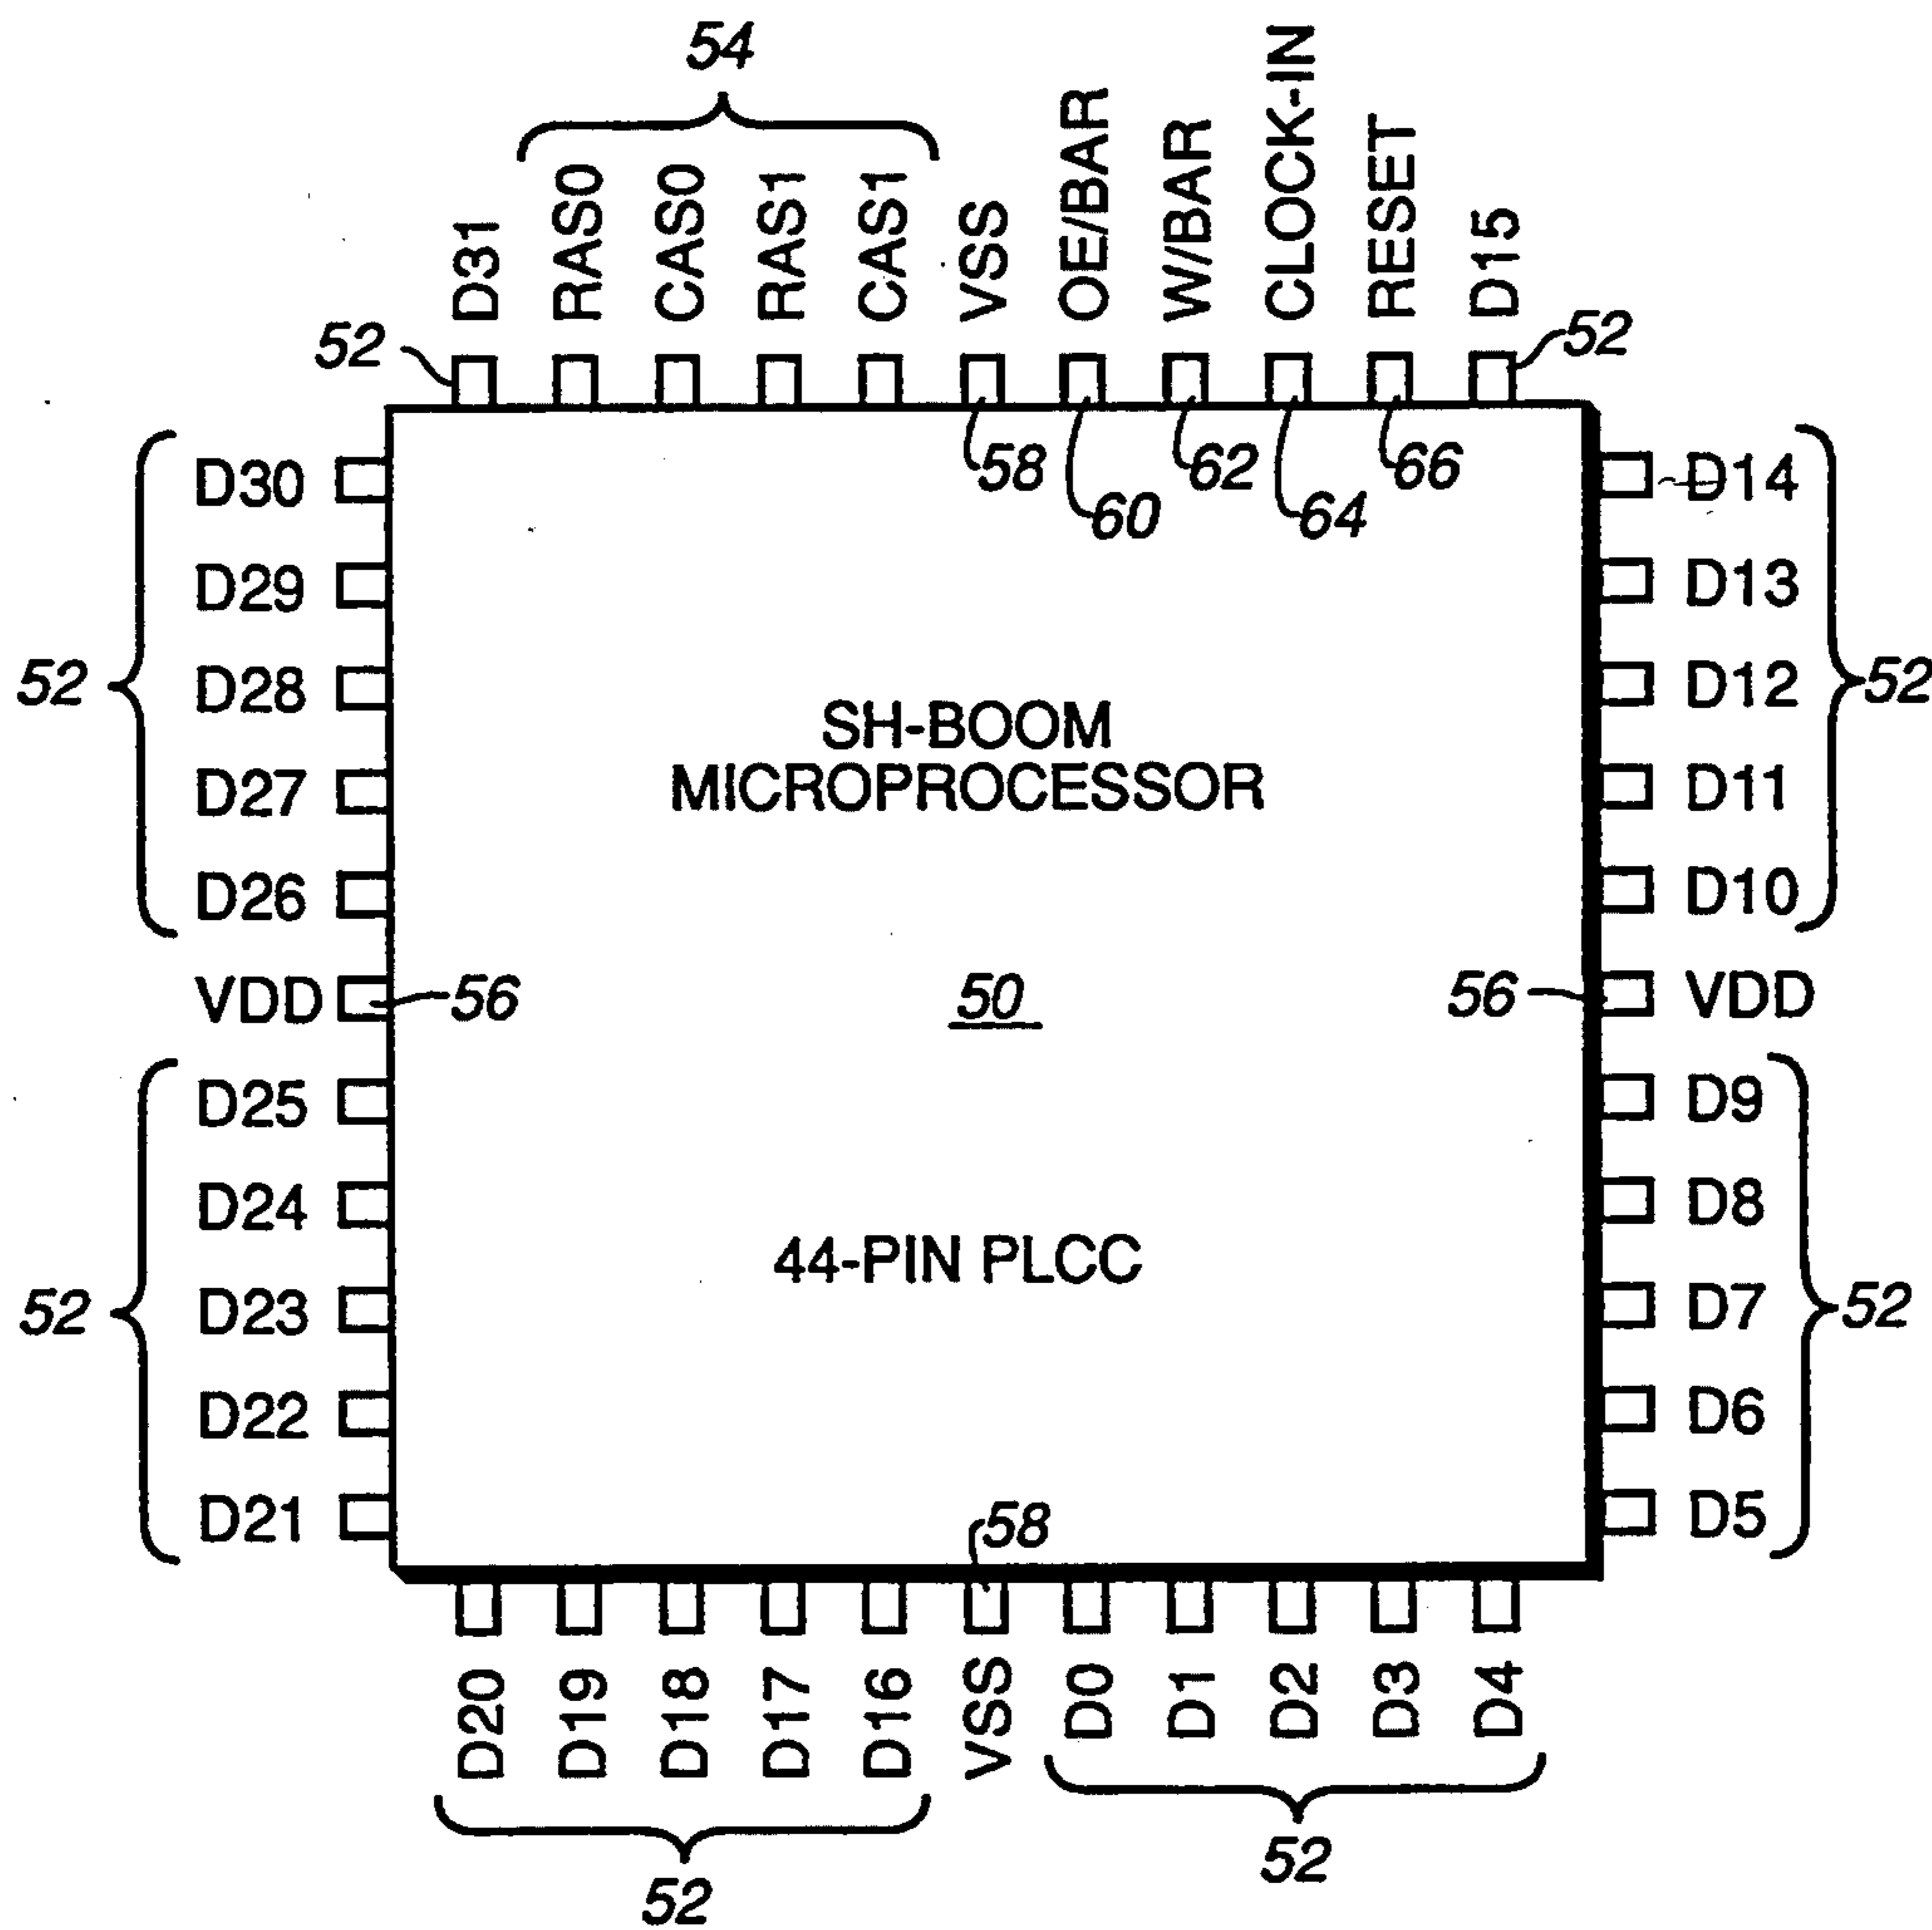 54
D31
RAS0
CAS0
RAS1
CAS1
VSS
OE/BAR
W/BAR
CLOCK-IN
RESET
D15
52
52
58
60
62
64
66
D30
D29
D28
D27
D26
52
VDD
56
D25
D24
D23
D22
D21
52
SH-BOOM
MICROPROCESSOR
50
44-PIN PLCC
D14
D13
D12
D11
D10
52
56
VDD
D9
D8
D7
D6
D5
52
58
D20
D19
D18
D17
D16
VSS
D0
D1
D2
D3
D4
52
52